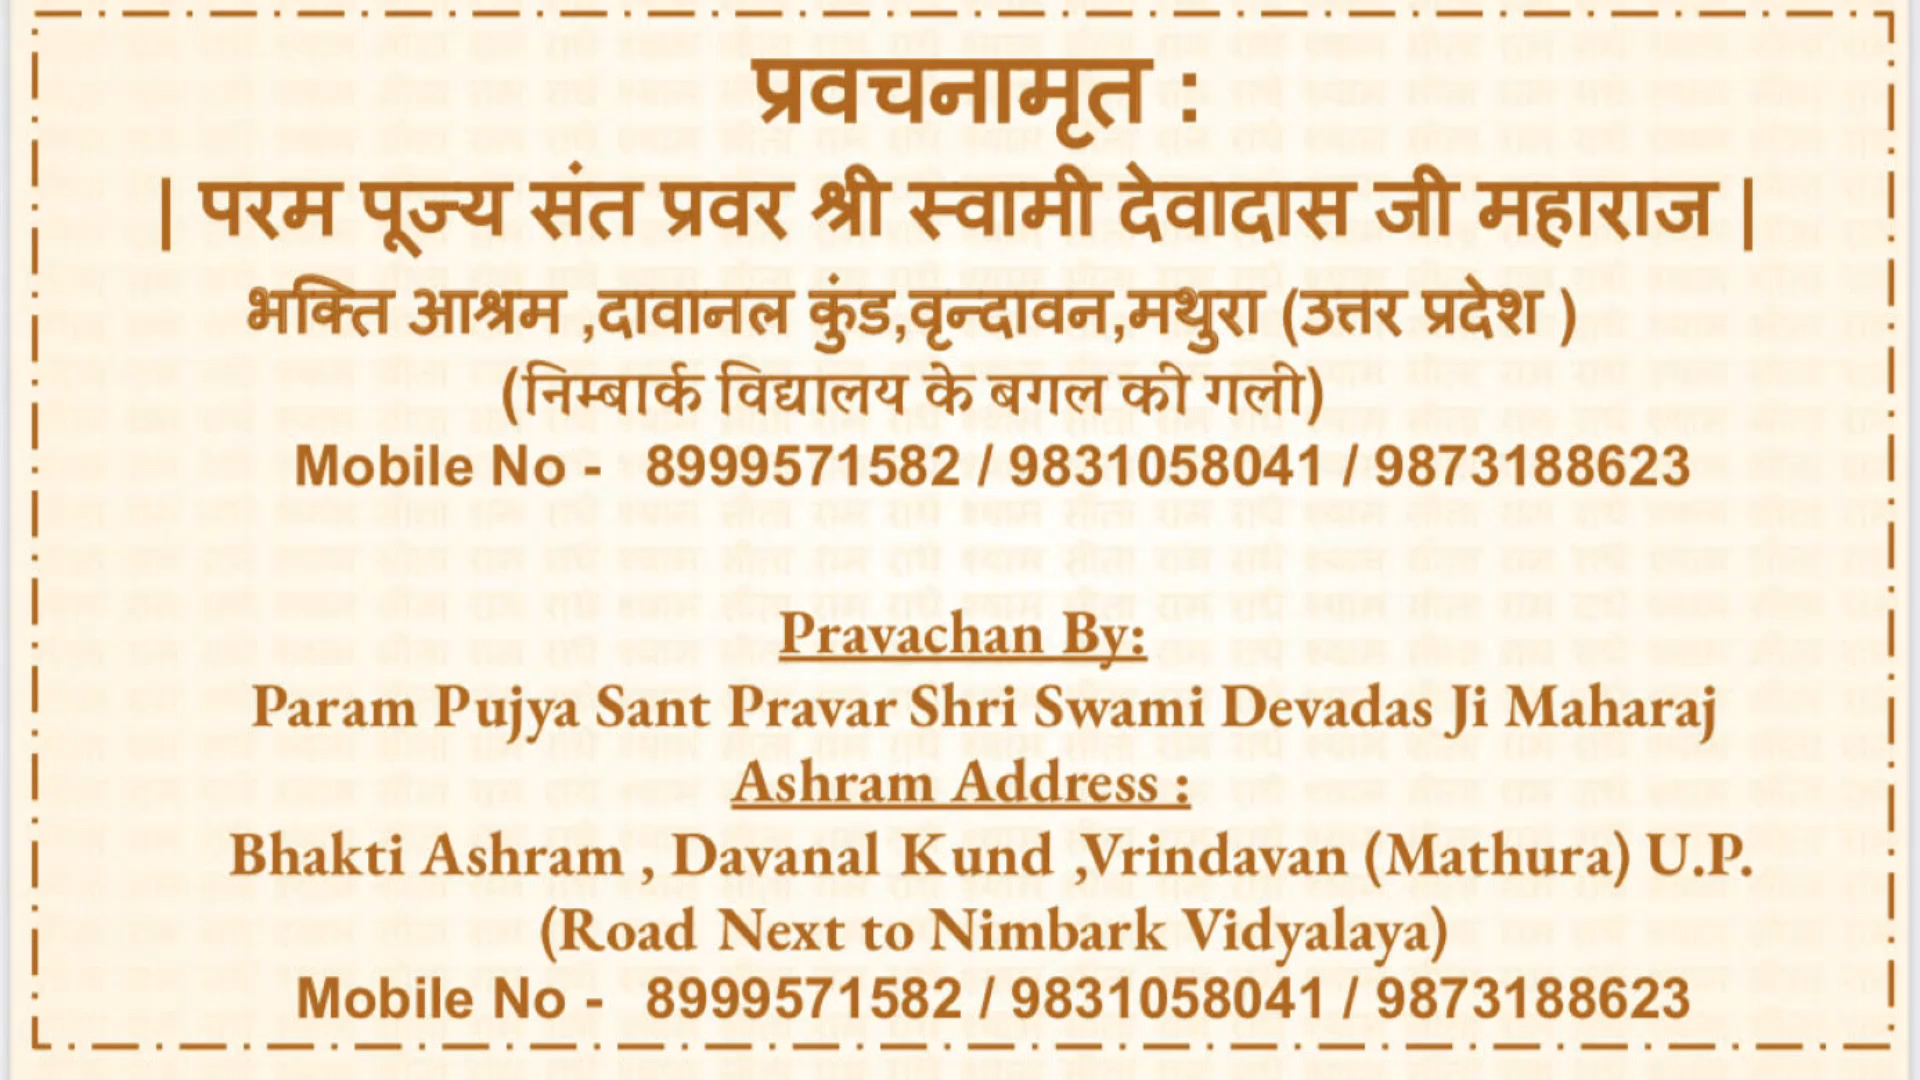 प्रवचनामृत :
| परम पूज्य संत प्रवर श्री स्वामी देवादास जी महाराज |
भक्ति आश्रम ,दावानल कुंड,वृन्दावन,मथुरा (उत्तर प्रदेश )
(निम्बार्क विद्यालय के बगल की गली)
Mobile No - 8999571582 / 9831058041 / 9873188623
Pravachan By:
Param Pujya Sant Pravar Shri Swami Devadas Ji Maharaj
Ashram Address :
Bhakti Ashram , Davanal Kund ,Vrindavan (Mathura) U.P.
(Road Next to Nimbark Vidyalaya)
Mobile No - 8999571582 / 9831058041 / 9873188623